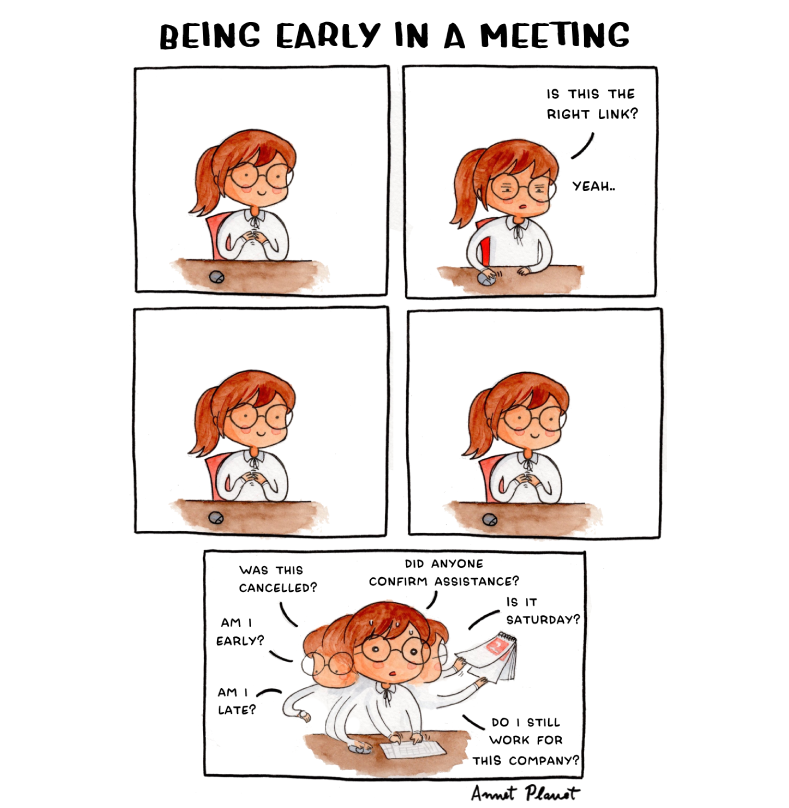 BEING EARLY IN A MEETING
IS THIS THE
RIGHT LINK?
YEAH..
WAS THIS
CANCELLED?
DID ANYONE
CONFIRM ASSISTANCE?
IS IT
SATURDAY?
AM I
EARLY?
AM I
LATE?
DO I STILL
WORK FOR
THIS COMPANY?
Annet Planet